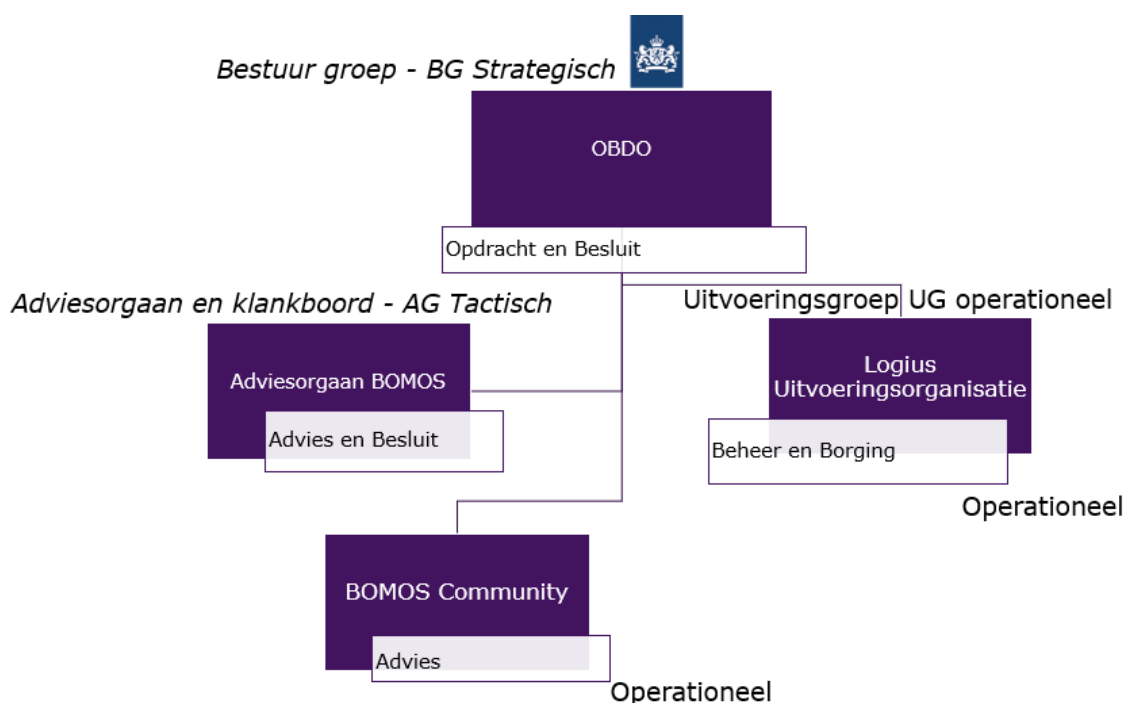 Bestuur groep - BG Strategisch
OBDO
Opdracht en Besluit
Adviesorgaan en klankboord - AG Tactisch
Uitvoeringsgroep UG operationeel
Adviesorgaan BOMOS
Advies en Besluit
Logius
Uitvoeringsorganisatie
Beheer en Borging
Operationeel
BOMOS Community
Advies
Operationeel